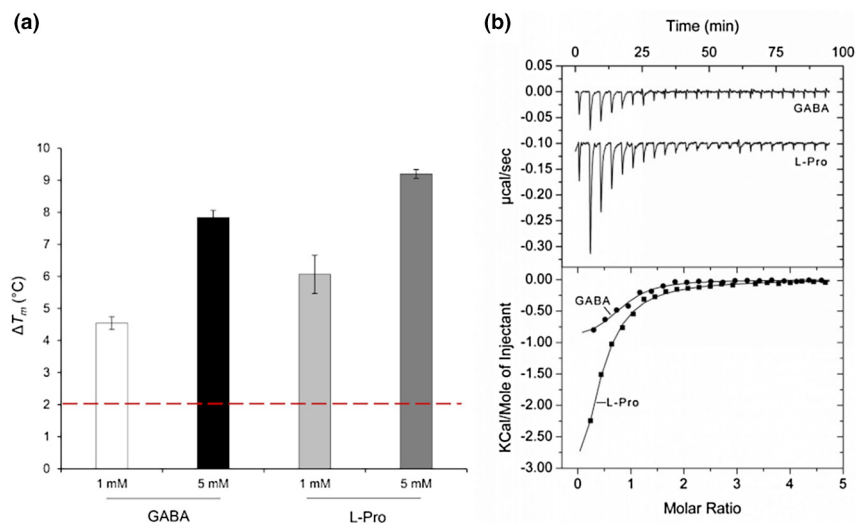 (a)
10
9
8
7
6
5
4
3
2
1
0
ΔTm (°C)
1 mM 5 mM 1 mM 5 mM
GABA L-Pro
(b)
Time (min)
0 25 50 75 100
0.05
0.00
-0.05
-0.10
-0.15
-0.20
-0.25
-0.30
µcal/sec
GABA
L-Pro
0.00
-0.50
-1.00
-1.50
-2.00
-2.50
-3.00
KCal/Mole of Injectant
GABA
L-Pro
0 1 2 3 4 5
Molar Ratio